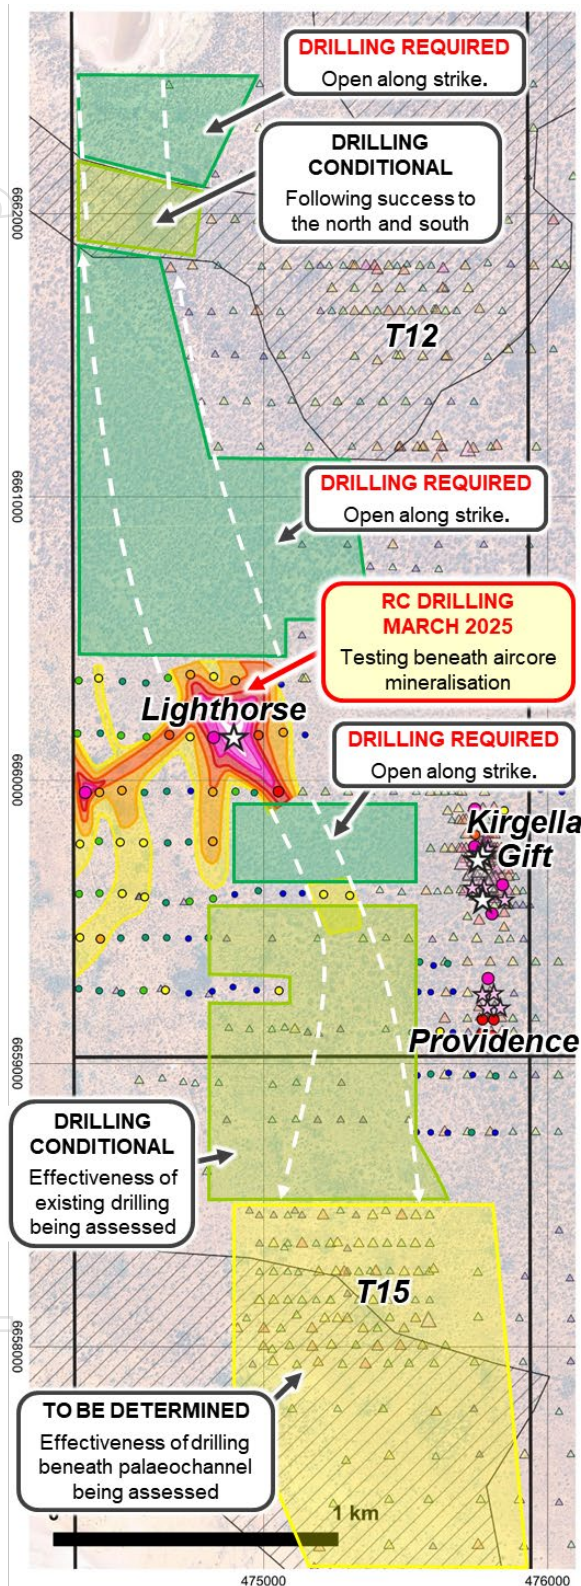 DRILLING REQUIRED
Open along strike.
DRILLING
CONDITIONAL
Following success to
the north and south
6662000
T12
DRILLING REQUIRED
Open along strike.
6661000
RC DRILLING
MARCH 2025
Testing beneath aircore
mineralisation
Lighthorse
DRILLING REQUIRED
Open along strike.
6660000
Kirgella
Gift
Providence
6659000
DRILLING
CONDITIONAL
Effectiveness of
existing drilling
being assessed
T15
6658000
TO BE DETERMINED
Effectiveness of drilling
beneath palaeochannel
being assessed
1 km
475000
476000